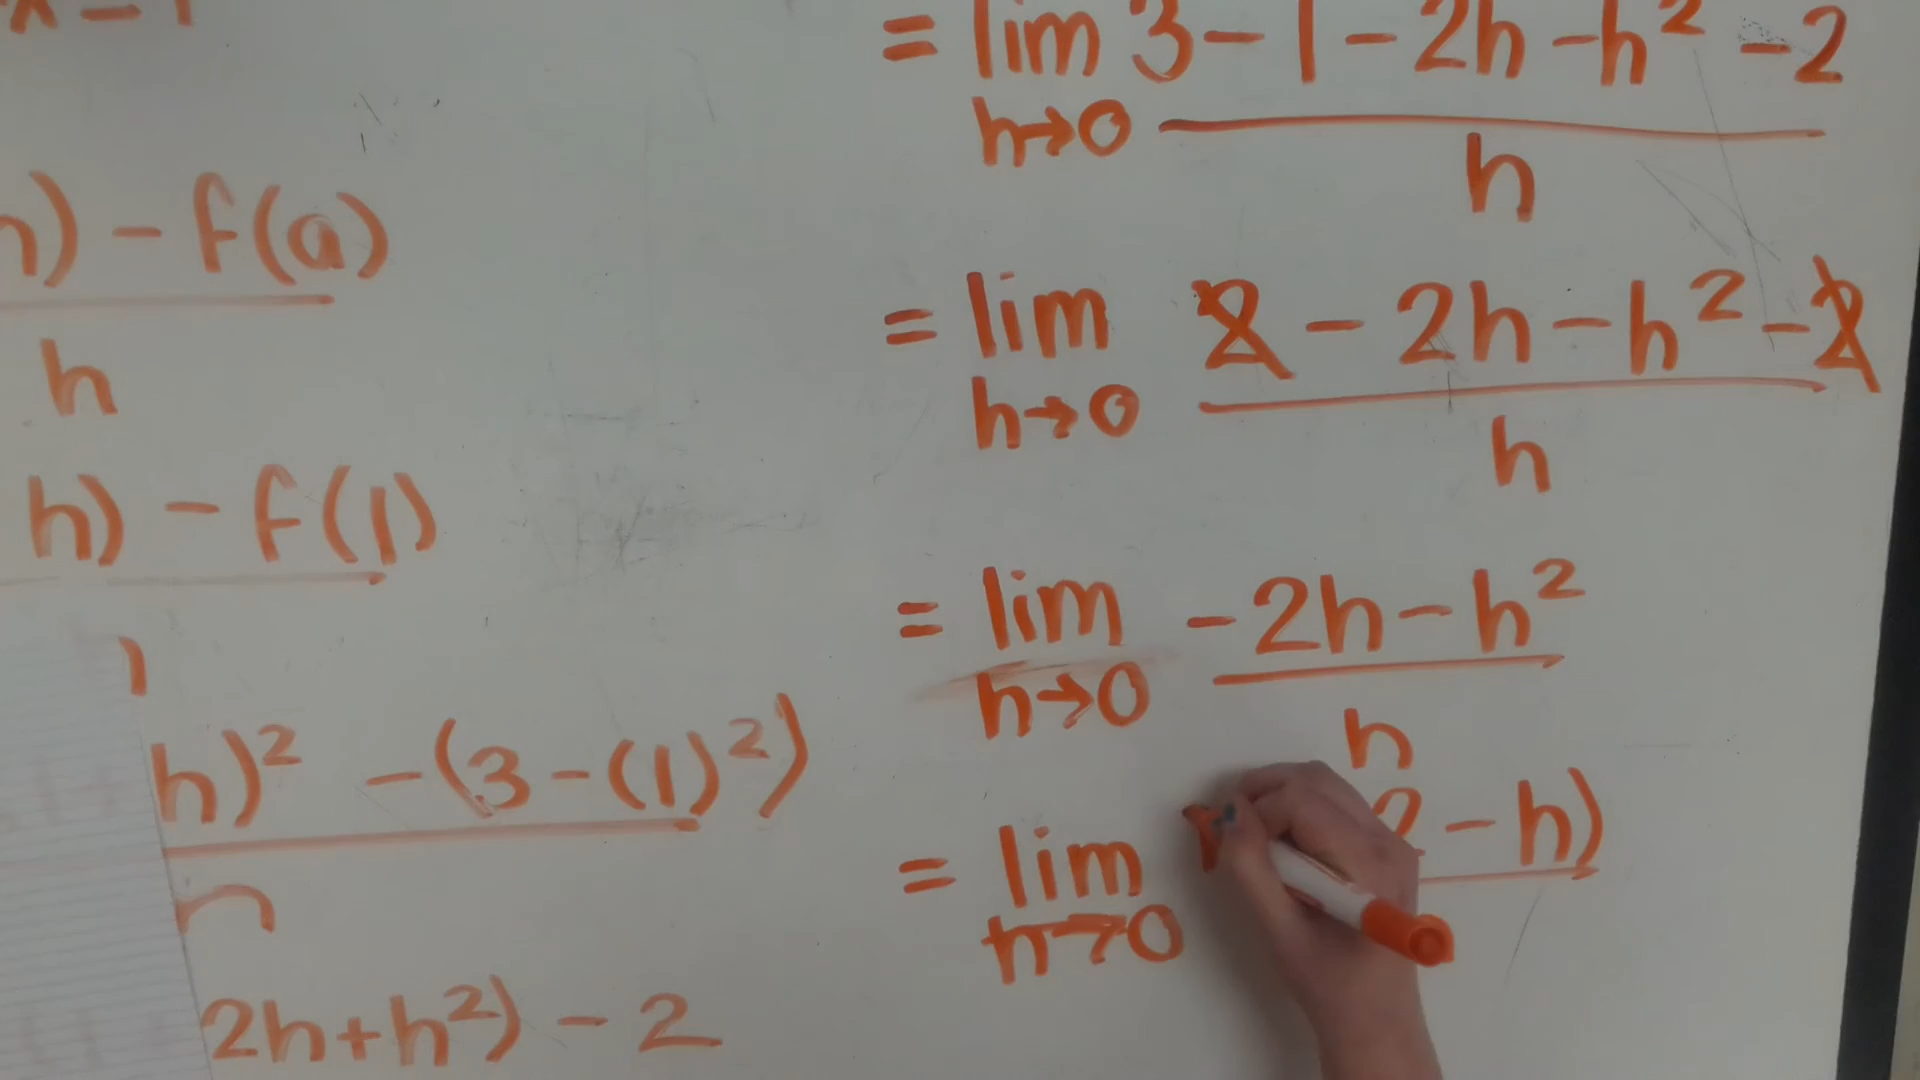 x - 1
h) - f(a)
h
h) - f(1)
h)² - (3 - (1)²)
h
2h + h²) - 2
= lim 3 - 1 - 2h - h² - 2
h→0 h
= lim 2 - 2h - h² - 2
h→0 h
= lim - 2h - h²
h→0 h
= lim 2 - h)
h→0